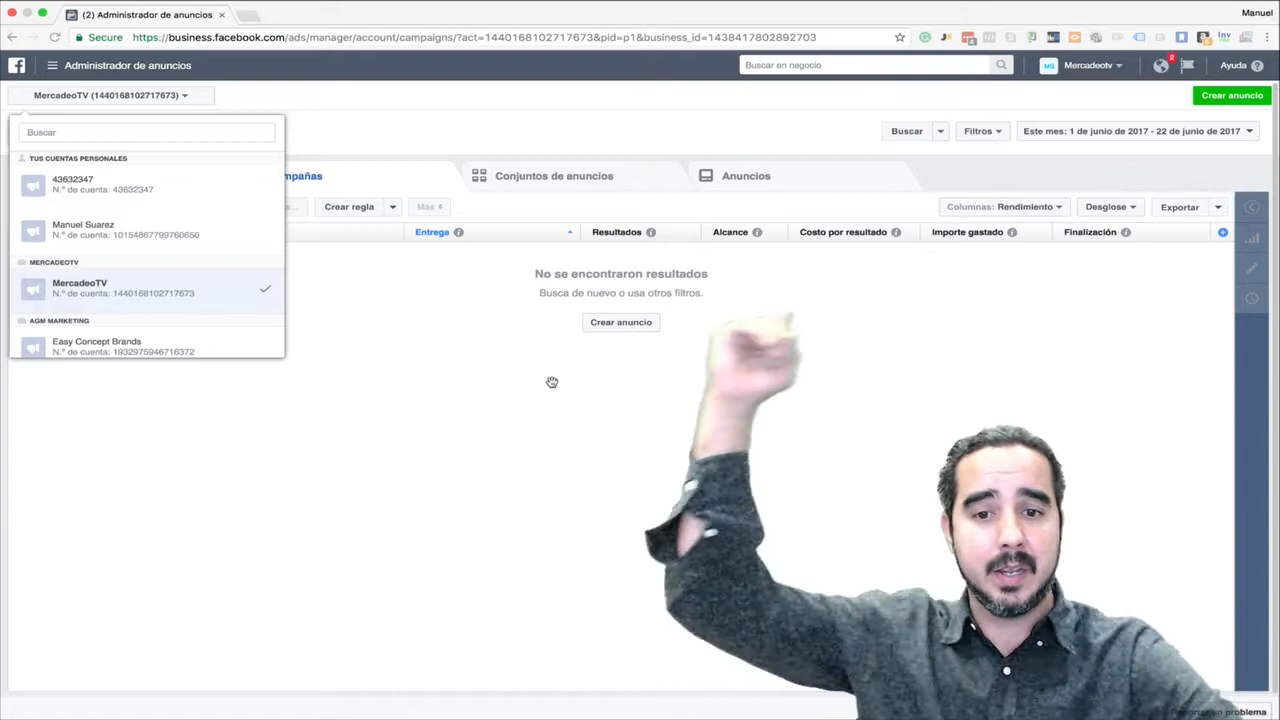 (2) Administrador de anuncios
Manuel
Secure https://business.facebook.com/ads/manager/account/campaigns/?act=1440168102717673&pid=p1&business_id=1438417802892703
Administrador de anuncios
Buscar en negocio
MS Mercadeotv
2
Ayuda
MercadeoTV (1440168102717673)
Crear anuncio
Buscar
Buscar
Filtros
Este mes: 1 de junio de 2017 - 22 de junio de 2017
TUS CUENTAS PERSONALES
43632347
N.º de cuenta: 43632347
Manuel Suarez
N.º de cuenta: 10154867799760650
MERCADEOTV
MercadeoTV
N.º de cuenta: 1440168102717673
AGM MARKETING
Easy Concept Brands
N.º de cuenta: 1932975946716372
mpañas
Conjuntos de anuncios
Anuncios
Crear regla
Más
Columnas: Rendimiento
Desglose
Exportar
Entrega
Resultados
Alcance
Costo por resultado
Importe gastado
Finalización
No se encontraron resultados
Busca de nuevo o usa otros filtros.
Crear anuncio
problema